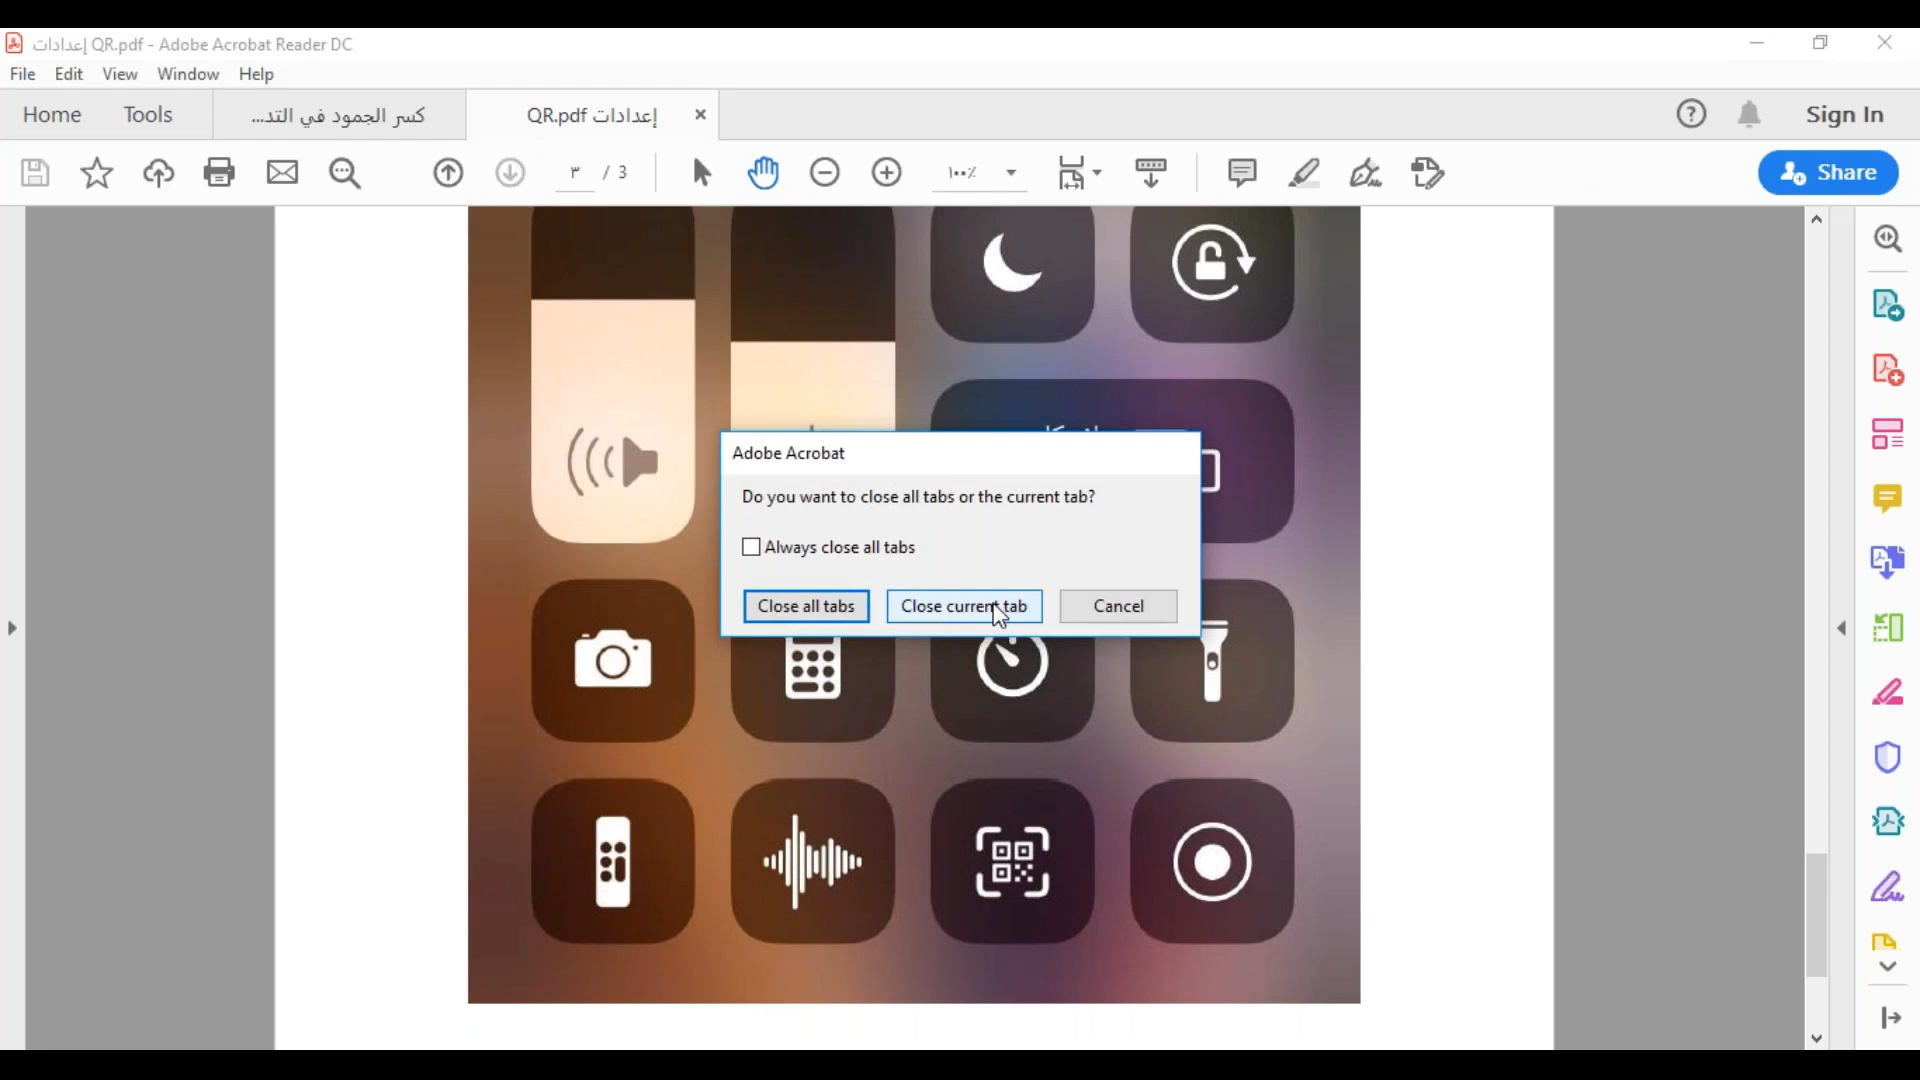 إعدادات QR.pdf - Adobe Acrobat Reader DC
File Edit View Window Help
Home Tools كسر الجمود في التد... إعدادات QR.pdf Sign In
٣ / 3 ١٠٠٪ Share
Adobe Acrobat
Do you want to close all tabs or the current tab?
Always close all tabs
Close all tabs Close current tab Cancel